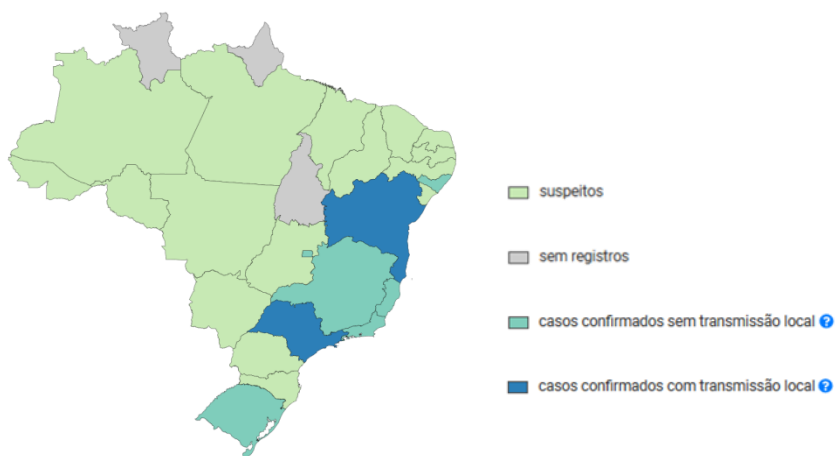 suspeitos
sem registros
casos confirmados sem transmissão local ?
casos confirmados com transmissão local ?